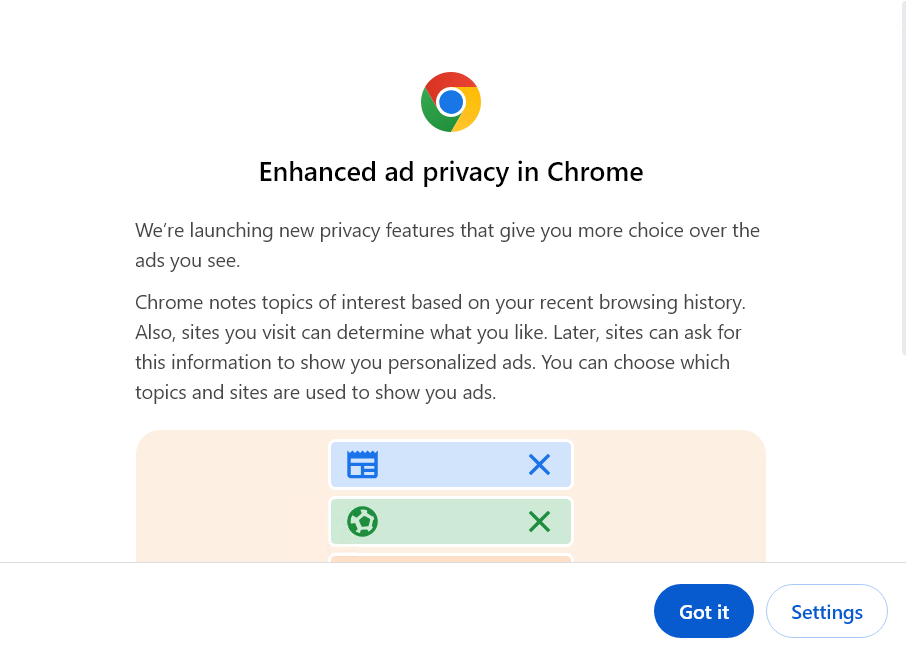 Enhanced ad privacy in Chrome
We’re launching new privacy features that give you more choice over the
ads you see.
Chrome notes topics of interest based on your recent browsing history.
Also, sites you visit can determine what you like. Later, sites can ask for
this information to show you personalized ads. You can choose which
topics and sites are used to show you ads.
Got it
Settings